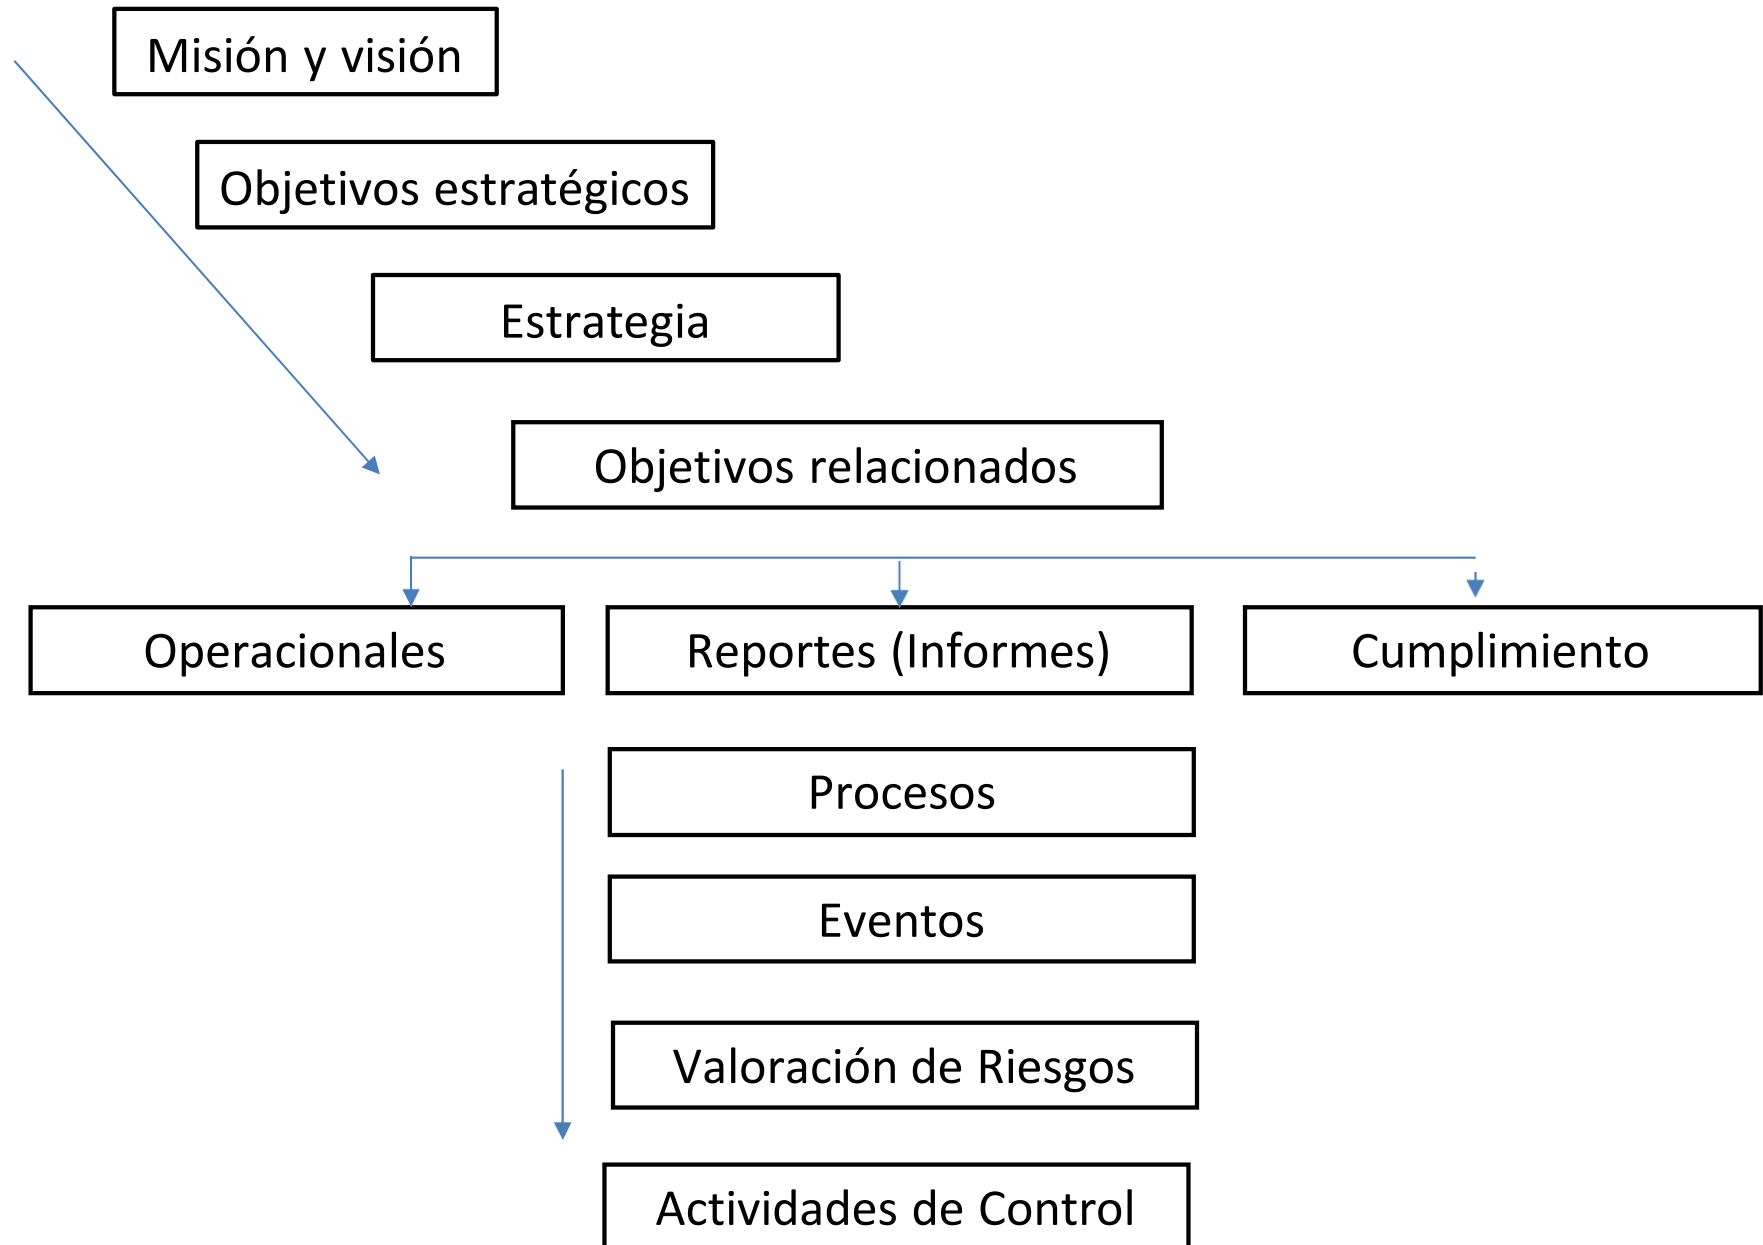 Misión y visión
Objetivos estratégicos
Estrategia
Objetivos relacionados
Operacionales
Reportes (Informes)
Cumplimiento
Procesos
Eventos
Valoración de Riesgos
Actividades de Control